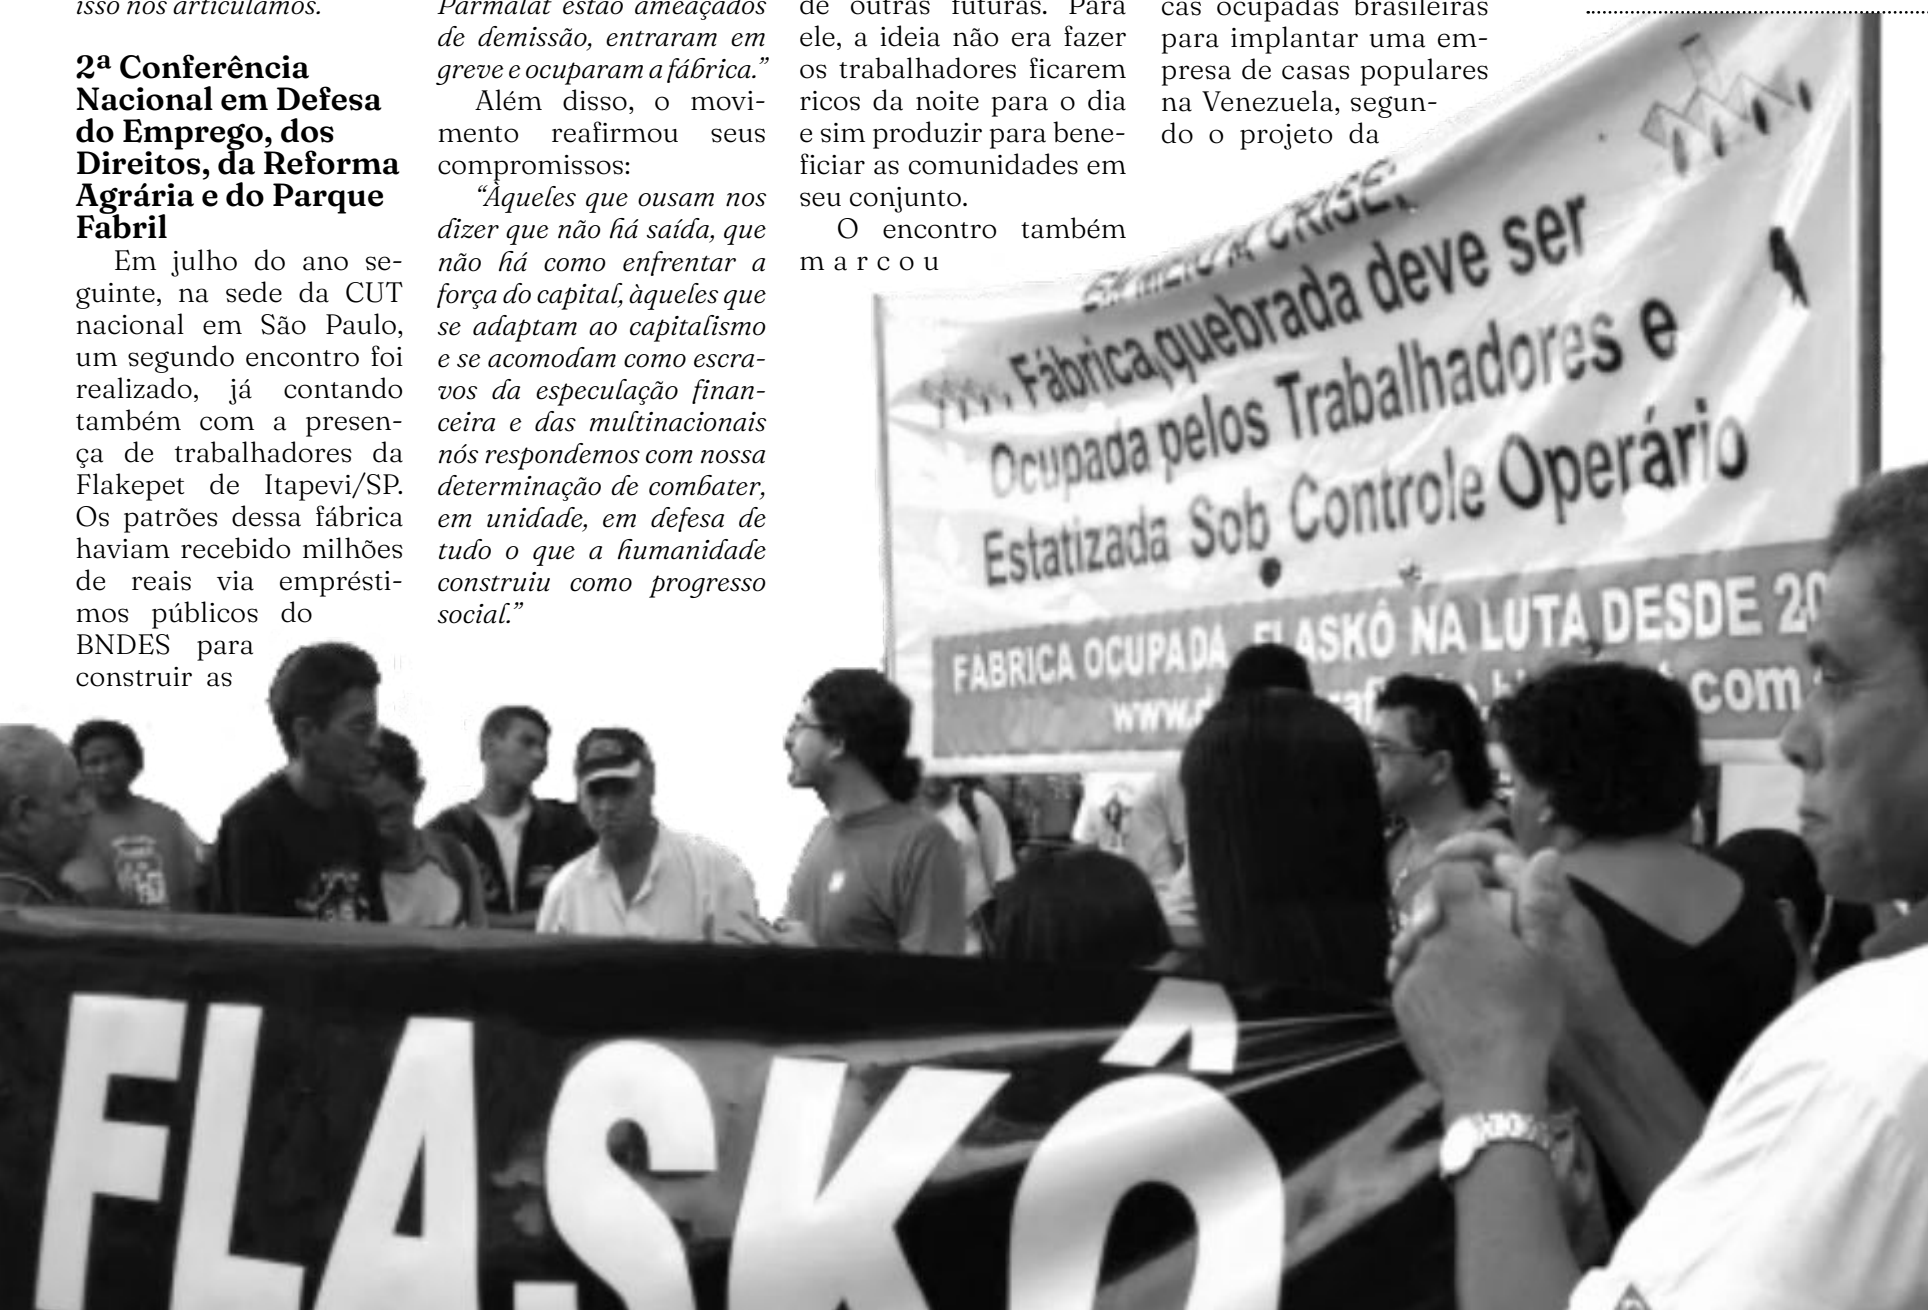 isso nos articulamos.
2ª Conferência
Nacional em Defesa
do Emprego, dos
Direitos, da Reforma
Agrária e do Parque
Fabril
Em julho do ano se-
guinte, na sede da CUT
nacional em São Paulo,
um segundo encontro foi
realizado, já contando
também com a presen-
ça de trabalhadores da
Flakepet de Itapevi/SP.
Os patrões dessa fábrica
haviam recebido milhões
de reais via emprésti-
mos públicos do
BNDES para
construir as
Parmalat estão ameaçados
de demissão, entraram em
greve e ocuparam a fábrica.”
Além disso, o movi-
mento reafirmou seus
compromissos:
“Àqueles que ousam nos
dizer que não há saída, que
não há como enfrentar a
força do capital, àqueles que
se adaptam ao capitalismo
e se acomodam como escra-
vos da especulação finan-
ceira e das multinacionais
nós respondemos com nossa
determinação de combater,
em unidade, em defesa de
tudo o que a humanidade
construiu como progresso
social.”
de outras futuras. Para
ele, a ideia não era fazer
os trabalhadores ficarem
ricos da noite para o dia
e sim produzir para bene-
ficiar as comunidades em
seu conjunto.
O encontro também
marcou
cas ocupadas brasileiras
para implantar uma em-
presa de casas populares
na Venezuela, segun-
do o projeto da
EM MEIO A CRISE,
Fábrica quebrada deve ser
Ocupada pelos Trabalhadores e
Estatizada Sob Controle Operário
FÁBRICA OCUPADA FLASKÔ NA LUTA DESDE 20
FLASKÔ